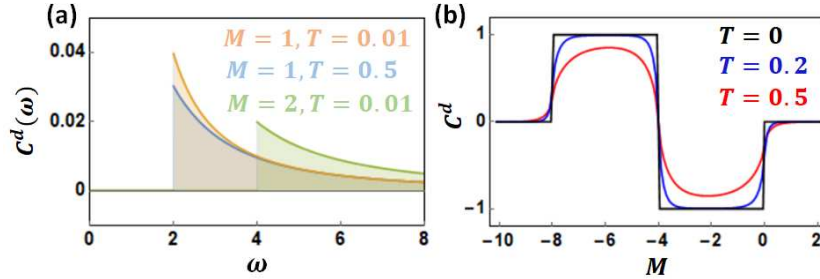 (a)
M = 1, T = 0.01
M = 1, T = 0.5
M = 2, T = 0.01
C^d(ω)
0.04
0.02
0
0 2 4 6 8
ω
(b)
T = 0
T = 0.2
T = 0.5
C^d
1
0
−1
−10 −8 −6 −4 −2 0 2
M